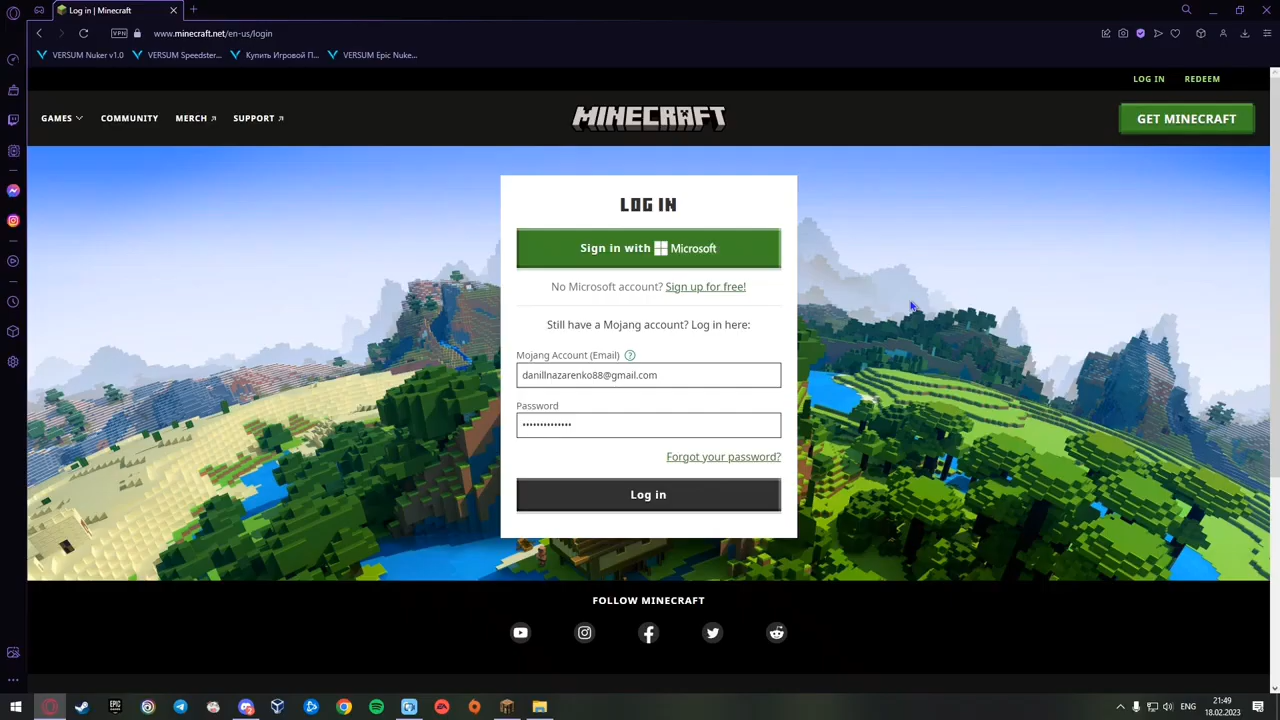 Log in | Minecraft
VPN
www.minecraft.net/en-us/login
VERSUM Nuker v1.0
VERSUM Speedster...
Купить Игровой П...
VERSUM Epic Nuke...
LOG IN
REDEEM
GAMES
COMMUNITY
MERCH
SUPPORT
MINECRAFT
GET MINECRAFT
LOG IN
Sign in with Microsoft
No Microsoft account? Sign up for free!
Still have a Mojang account? Log in here:
Mojang Account (Email) ?
danillnazarenko88@gmail.com
Password
••••••••••••••
Forgot your password?
Log in
FOLLOW MINECRAFT
EPIC GAMES
ENG
21:49
18.02.2023